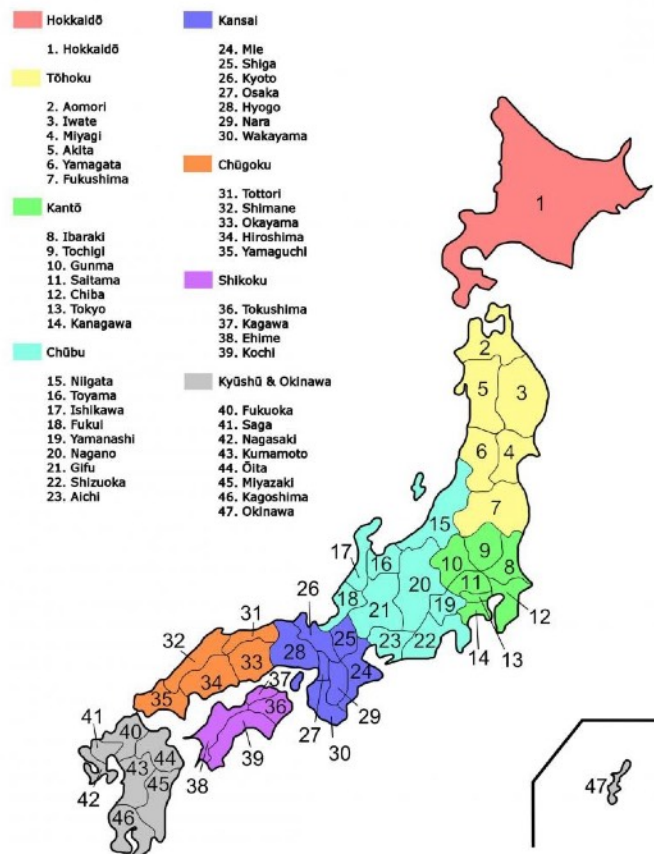 Hokkaidō
1. Hokkaidō
Tōhoku
2. Aomori
3. Iwate
4. Miyagi
5. Akita
6. Yamagata
7. Fukushima
Kantō
8. Ibaraki
9. Tochigi
10. Gunma
11. Saitama
12. Chiba
13. Tokyo
14. Kanagawa
Chūbu
15. Niigata
16. Toyama
17. Ishikawa
18. Fukui
19. Yamanashi
20. Nagano
21. Gifu
22. Shizuoka
23. Aichi
Kansai
24. Mie
25. Shiga
26. Kyoto
27. Osaka
28. Hyogo
29. Nara
30. Wakayama
Chūgoku
31. Tottori
32. Shimane
33. Okayama
34. Hiroshima
35. Yamaguchi
Shikoku
36. Tokushima
37. Kagawa
38. Ehime
39. Kochi
Kyūshū & Okinawa
40. Fukuoka
41. Saga
42. Nagasaki
43. Kumamoto
44. Ōita
45. Miyazaki
46. Kagoshima
47. Okinawa
1
2
5
3
6
4
7
15
17
16
10
9
8
20
11
18
21
19
12
26
31
25
23
22
14
13
32
28
33
24
34
37
35
36
29
27
30
41
40
44
43
39
38
42
45
46
47